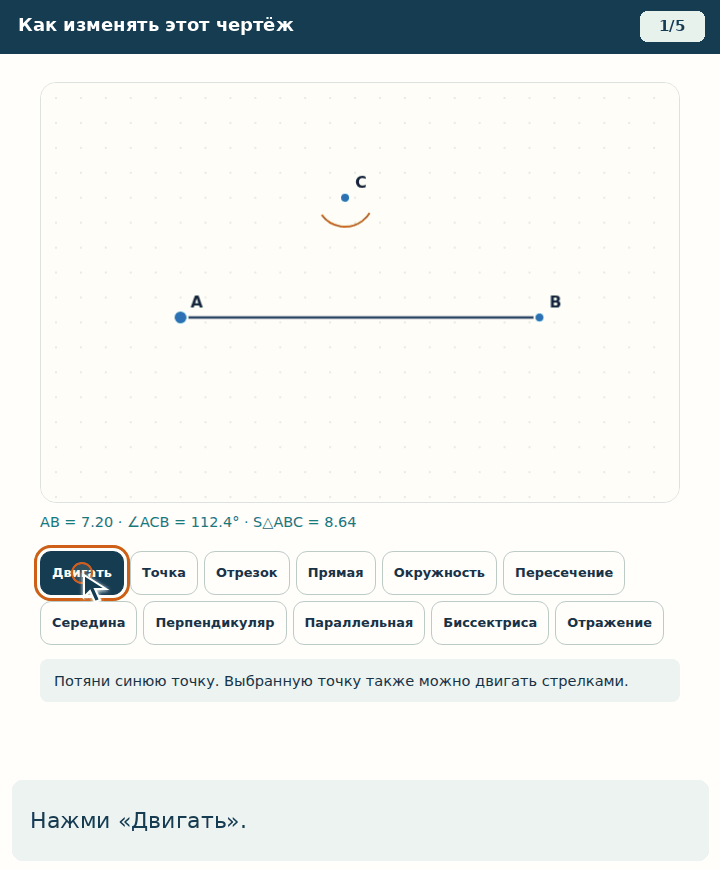 Как изменять этот чертёж
1/5
C
A
B
AB = 7.20 · ∠ACB = 112.4° · S△ABC = 8.64
Двигать Точка Отрезок Прямая Окружность Пересечение
Середина Перпендикуляр Параллельная Биссектриса Отражение
Потяни синюю точку. Выбранную точку также можно двигать стрелками.
Нажми «Двигать».